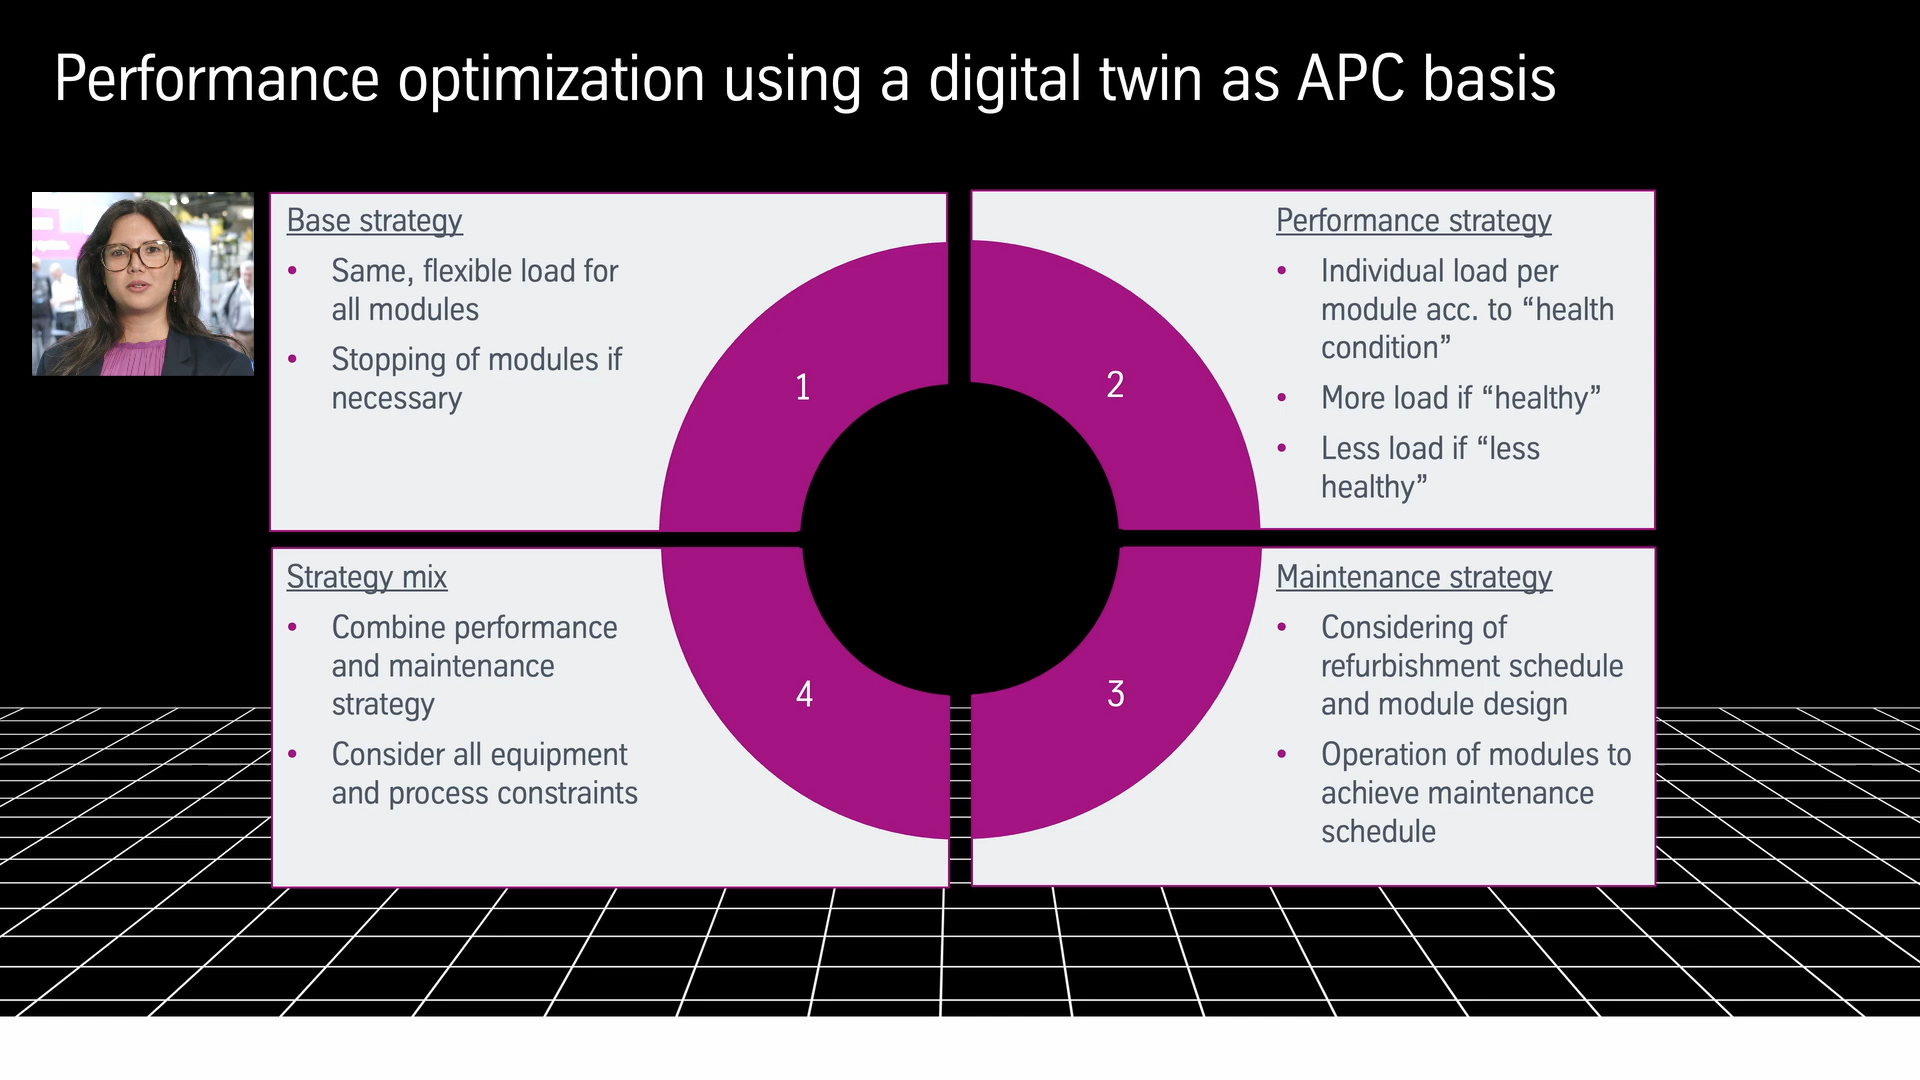 Performance optimization using a digital twin as APC basis
Base strategy
• Same, flexible load for
all modules
• Stopping of modules if
necessary
1
Performance strategy
• Individual load per
module acc. to “health
condition”
• More load if “healthy”
• Less load if “less
healthy”
2
Strategy mix
• Combine performance
and maintenance
strategy
• Consider all equipment
and process constraints
4
Maintenance strategy
• Considering of
refurbishment schedule
and module design
• Operation of modules to
achieve maintenance
schedule
3